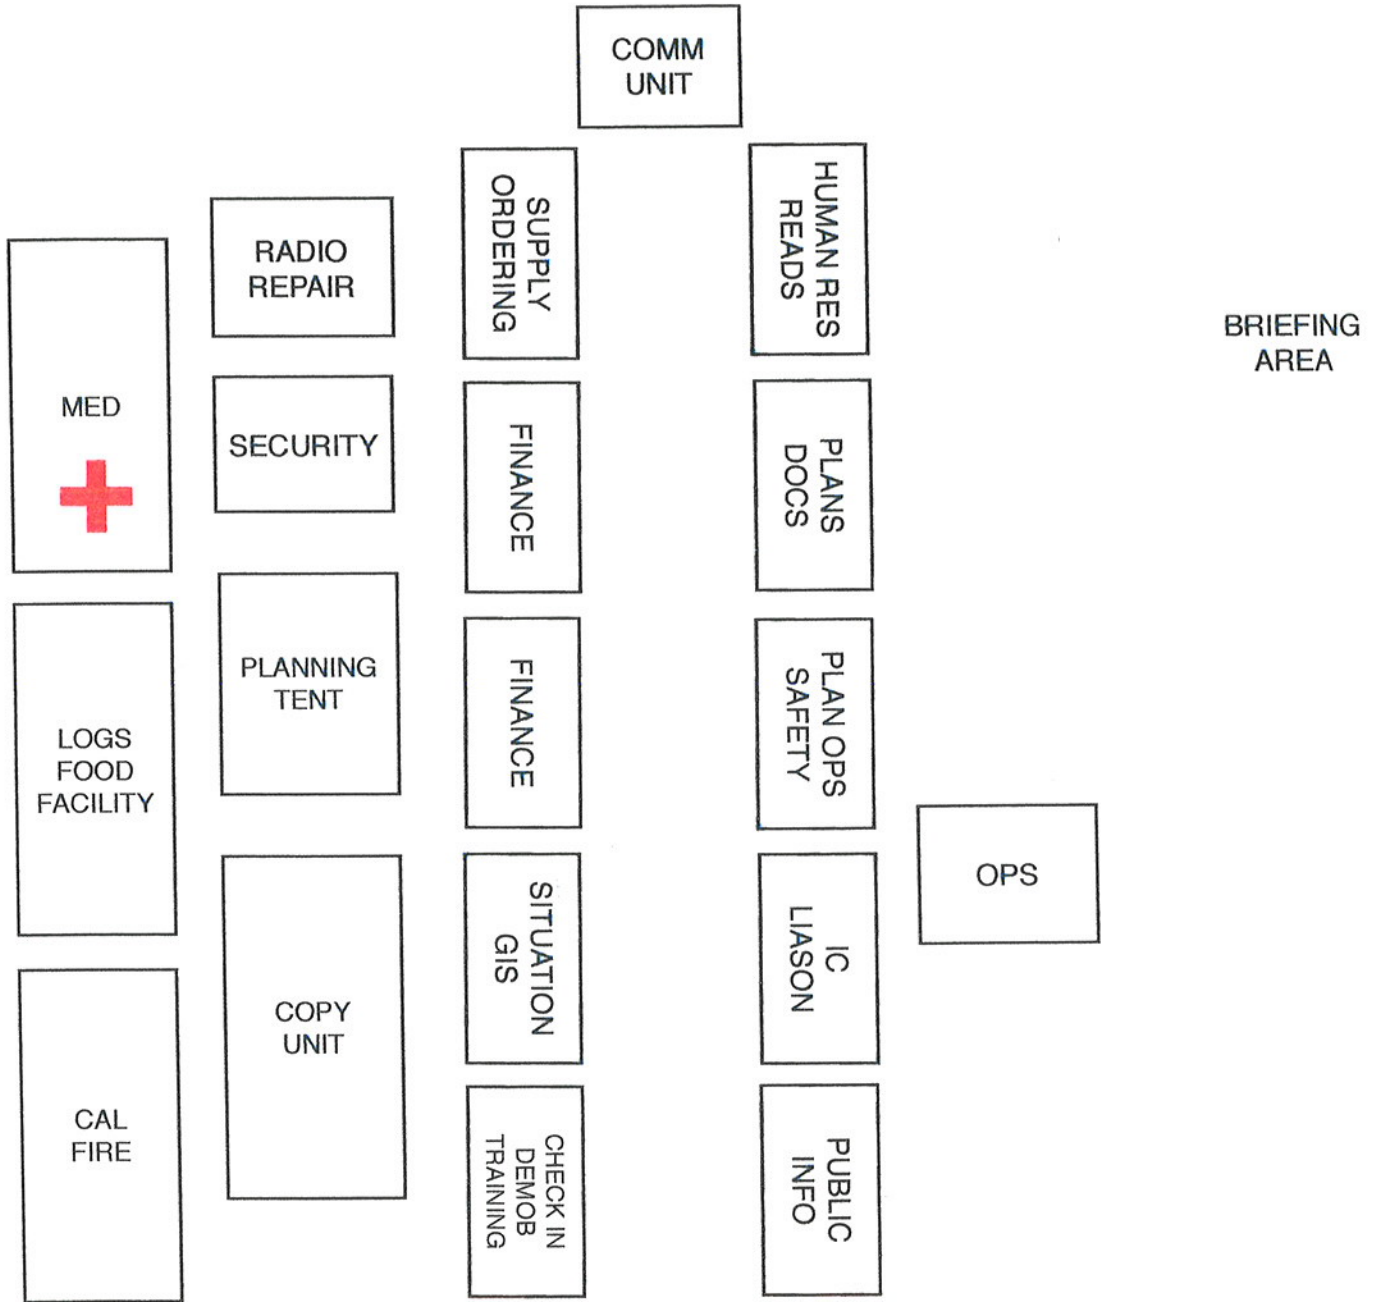 COMM
UNIT
SUPPLY
ORDERING
HUMAN RES
READS
RADIO
REPAIR
BRIEFING
AREA
MED
SECURITY
FINANCE
PLANS
DOCS
PLANNING
TENT
FINANCE
PLAN OPS
SAFETY
LOGS
FOOD
FACILITY
OPS
SITUATION
GIS
IC
LIASON
COPY
UNIT
CAL
FIRE
CHECK IN
DEMOB
TRAINING
PUBLIC
INFO